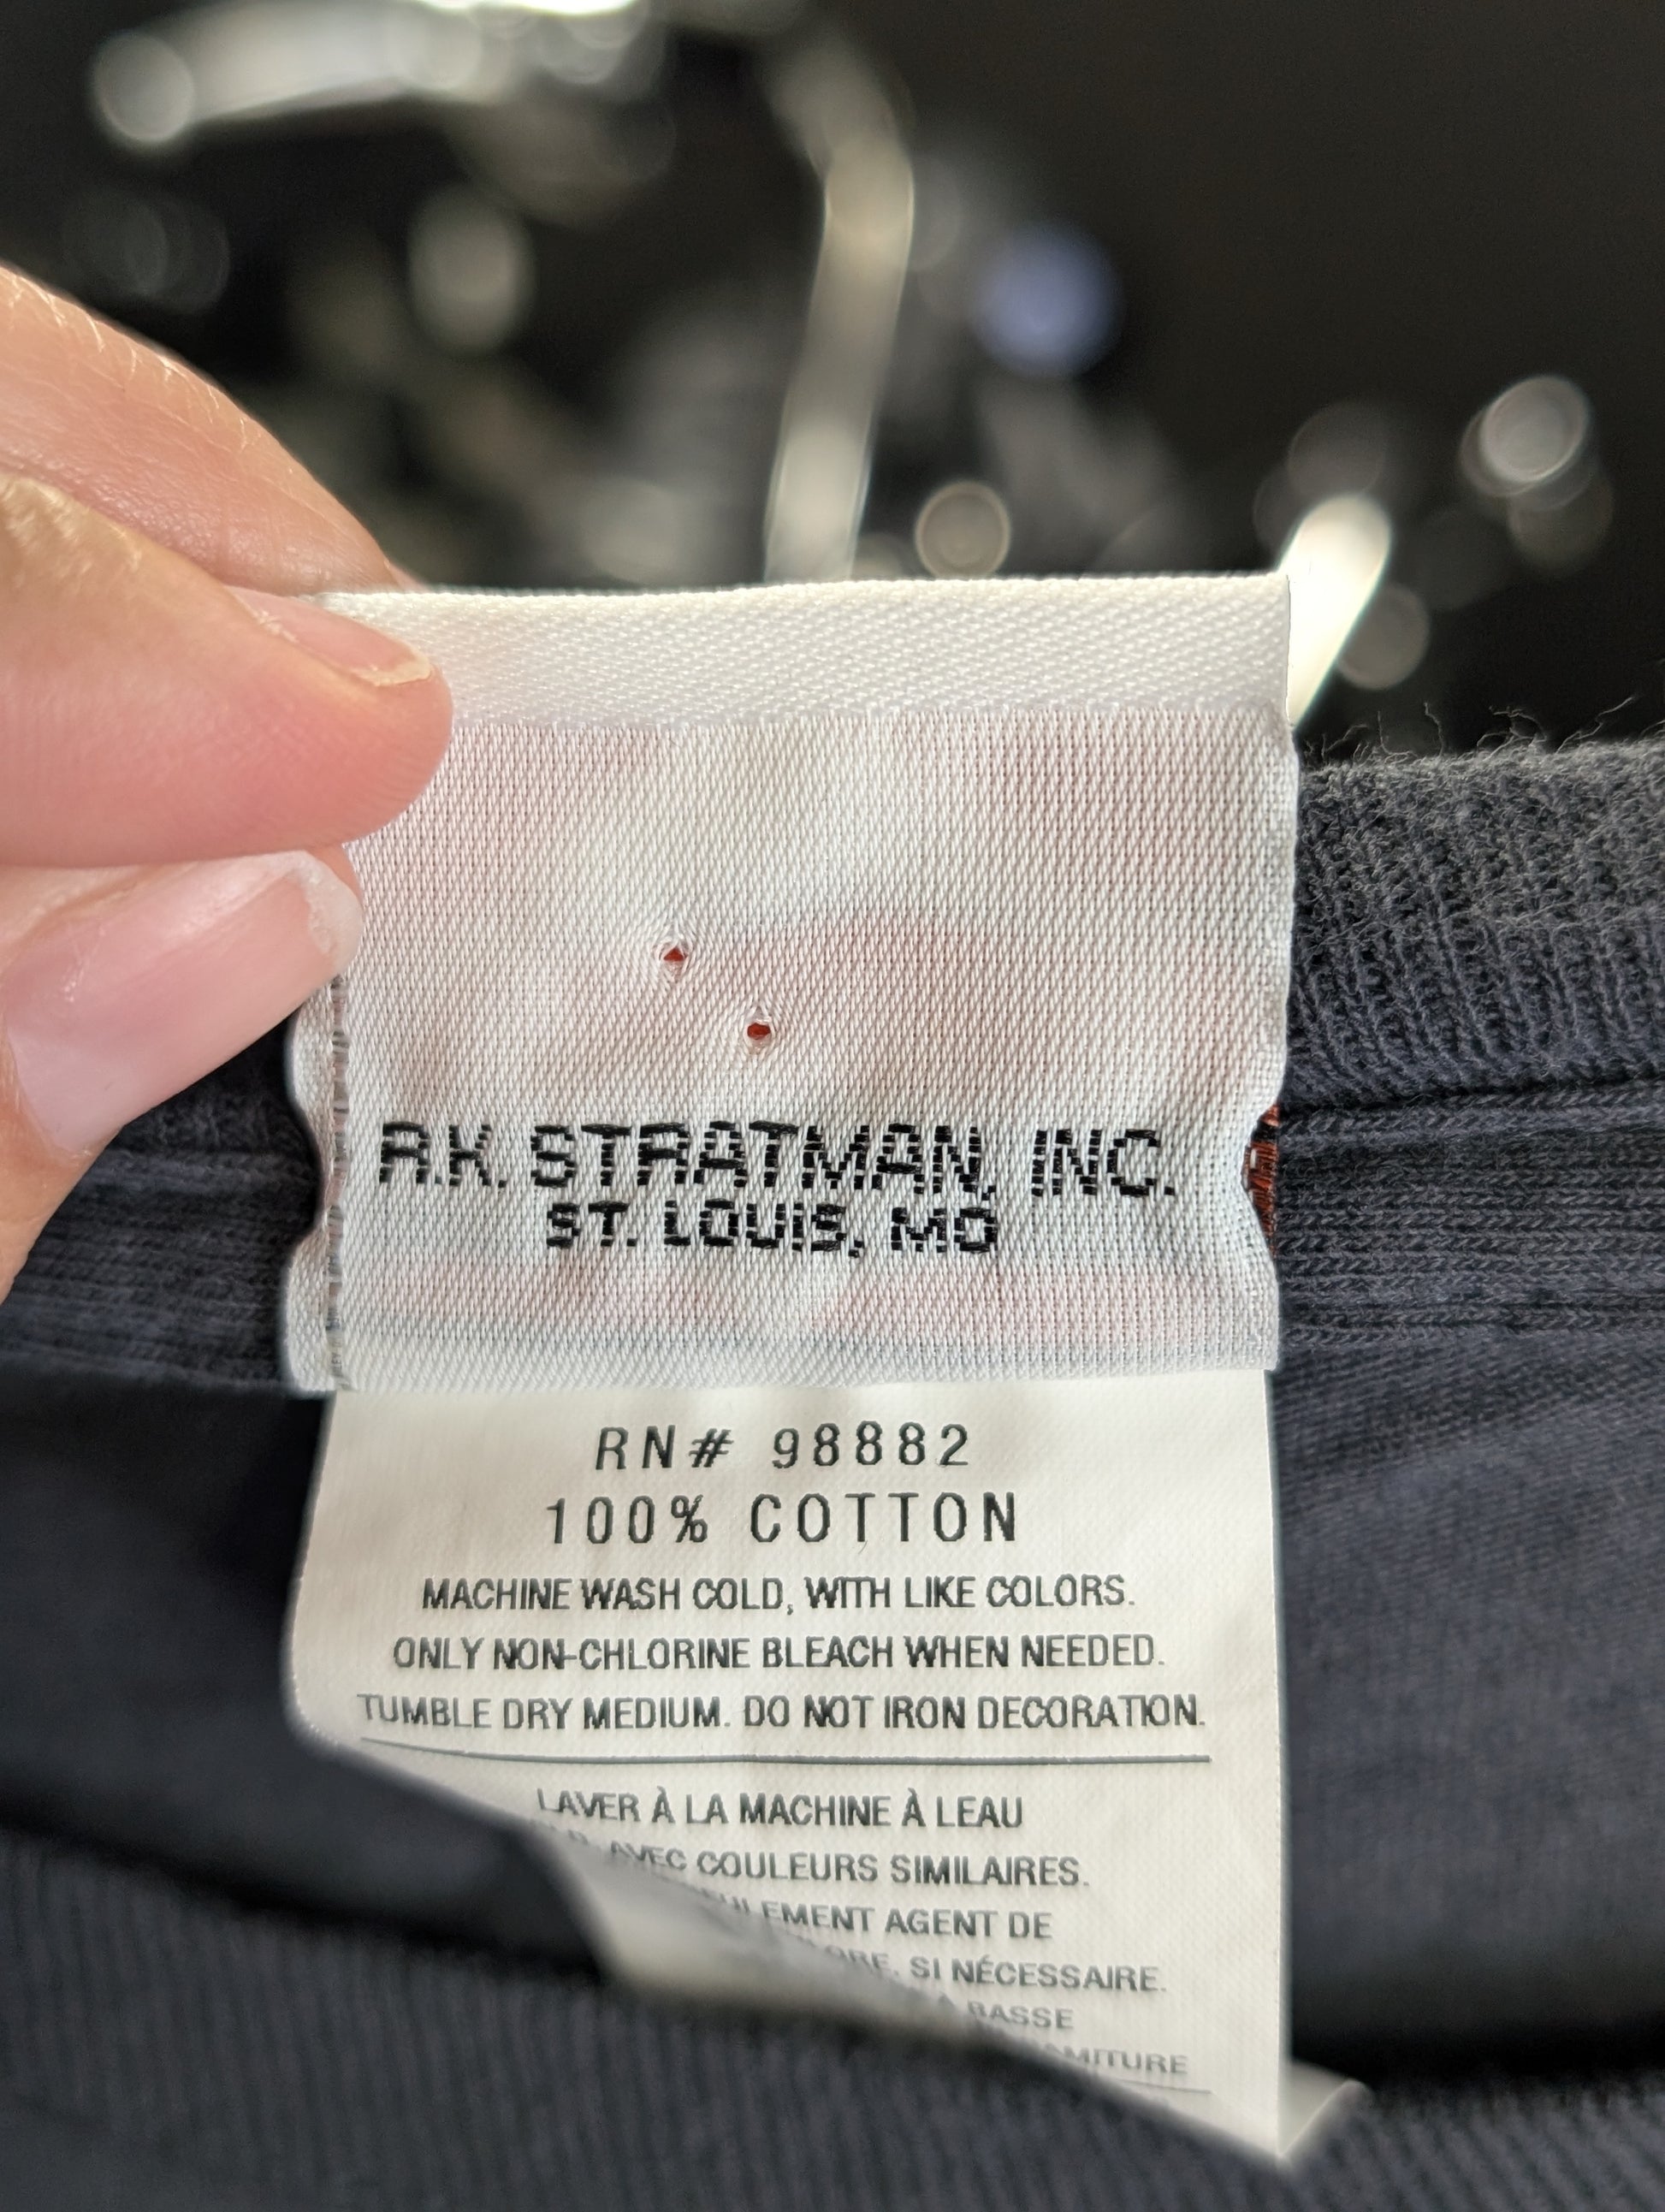 R.K. STRATMAN, INC.
ST. LOUIS, MO
RN# 98882
100% COTTON
MACHINE WASH COLD, WITH LIKE COLORS.
ONLY NON-CHLORINE BLEACH WHEN NEEDED.
TUMBLE DRY MEDIUM. DO NOT IRON DECORATION.
LAVER À LA MACHINE À LEAU
AVEC COULEURS SIMILAIRES.
AGENT DE
SI NÉCESSAIRE.
BASSE